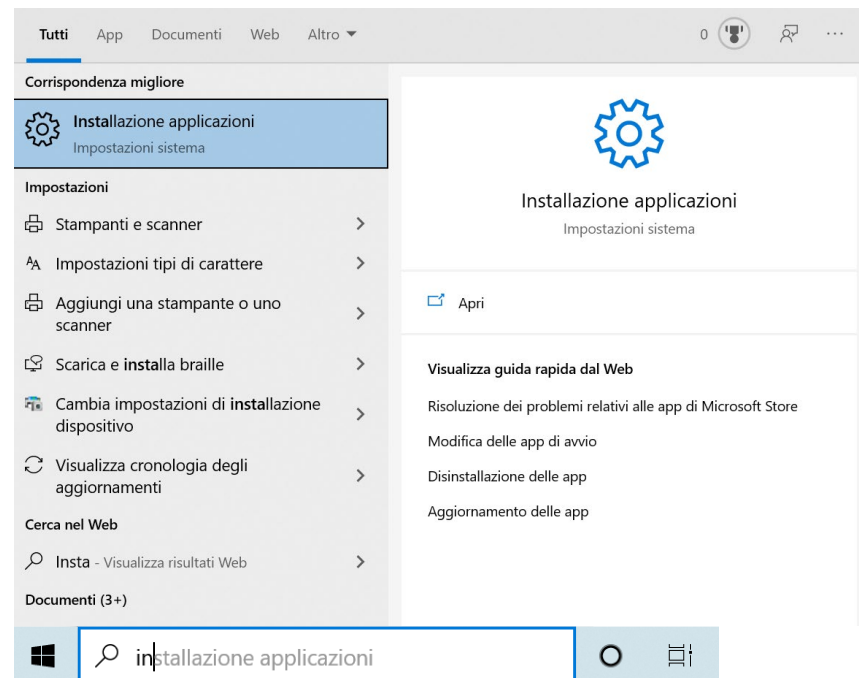 Tutti App Documenti Web Altro
0
Corrispondenza migliore
Installazione applicazioni
Impostazioni sistema
Impostazioni
Stampanti e scanner
Impostazioni tipi di carattere
Aggiungi una stampante o uno
scanner
Scarica e installa braille
Cambia impostazioni di installazione
dispositivo
Visualizza cronologia degli
aggiornamenti
Cerca nel Web
Insta - Visualizza risultati Web
Documenti (3+)
Installazione applicazioni
Impostazioni sistema
Apri
Visualizza guida rapida dal Web
Risoluzione dei problemi relativi alle app di Microsoft Store
Modifica delle app di avvio
Disinstallazione delle app
Aggiornamento delle app
installazione applicazioni